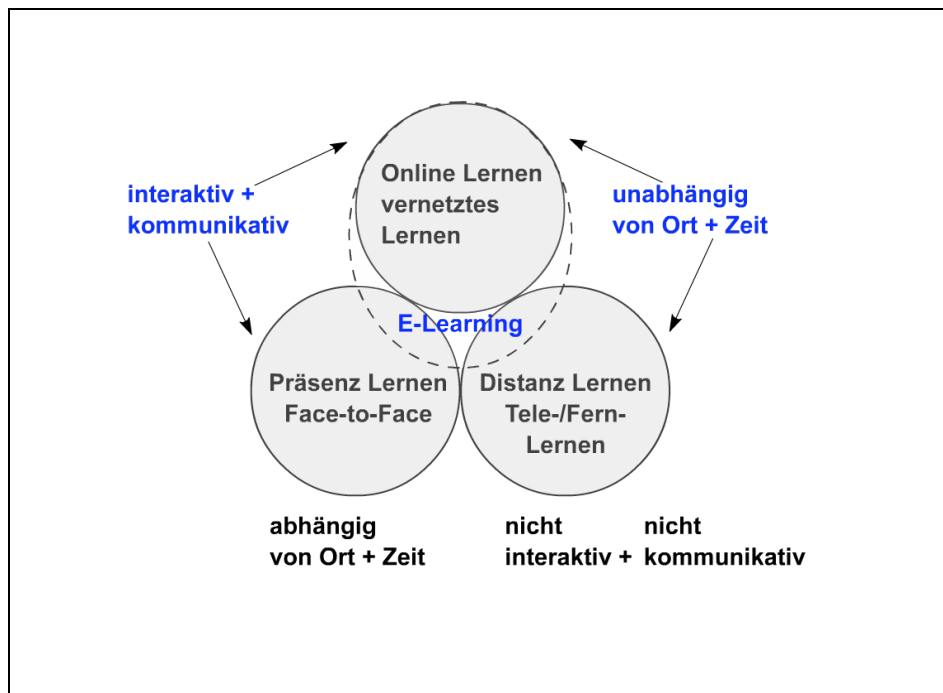 Online Lernen
vernetztes
Lernen
interaktiv +
kommunikativ
unabhängig
von Ort + Zeit
E-Learning
Präsenz Lernen
Face-to-Face
Distanz Lernen
Tele-/Fern-
Lernen
abhängig
von Ort + Zeit
nicht nicht
interaktiv + kommunikativ